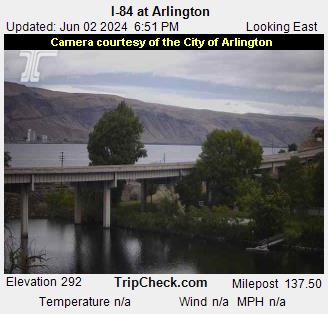 I-84 at Arlington
Updated: Jun 02 2024 6:51 PM Looking East
Camera courtesy of the City of Arlington
Elevation 292 TripCheck.com Milepost 137.50
Temperature n/a Wind n/a MPH n/a